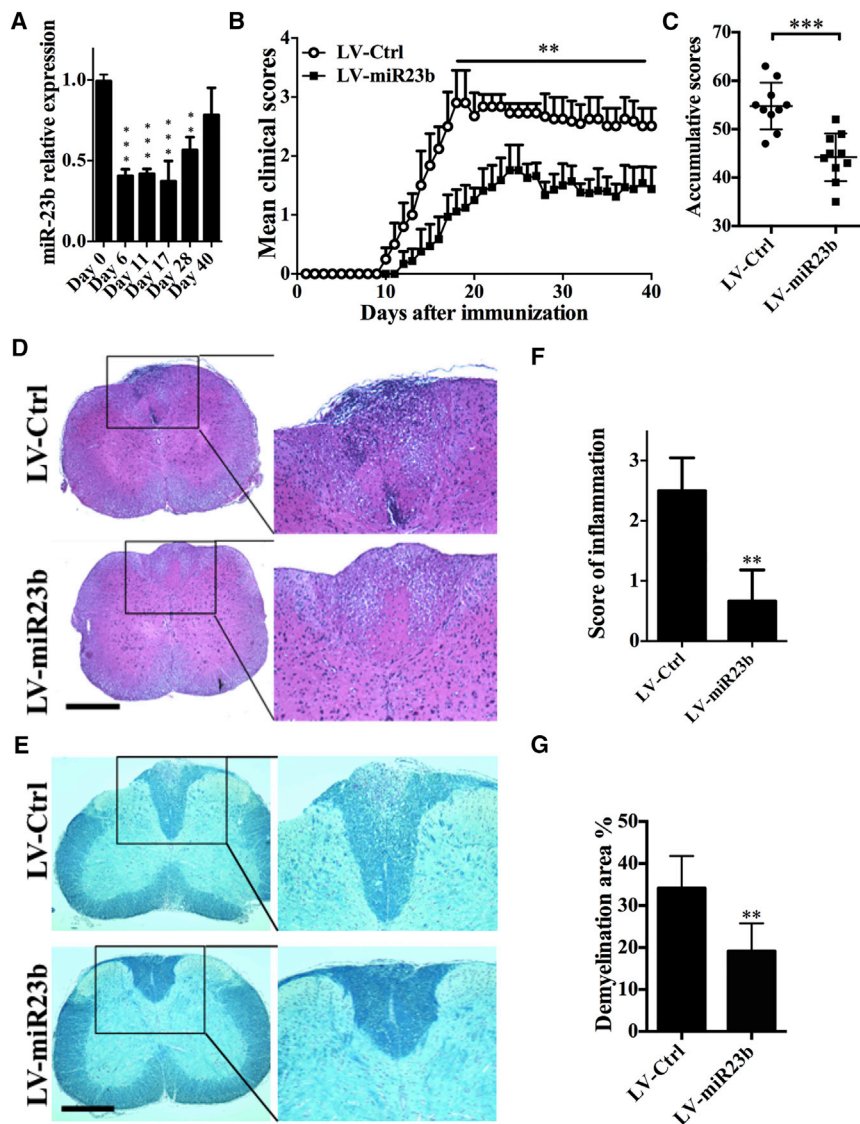 A
miR-23b relative expression
1.0
0.5
0.0
***
***
***
**
Day 0
Day 6
Day 11
Day 17
Day 28
Day 40
B
LV-Ctrl
LV-miR23b
**
Mean clinical scores
4
3
2
1
0
0
10
20
30
40
Days after immunization
C
***
Accumulative scores
70
60
50
40
30
LV-Ctrl
LV-miR23b
D
LV-Ctrl
LV-miR23b
F
Score of inflammation
3
2
1
0
**
LV-Ctrl
LV-miR23b
E
LV-Ctrl
LV-miR23b
G
Demyelination area %
50
40
30
20
10
0
**
LV-Ctrl
LV-miR23b